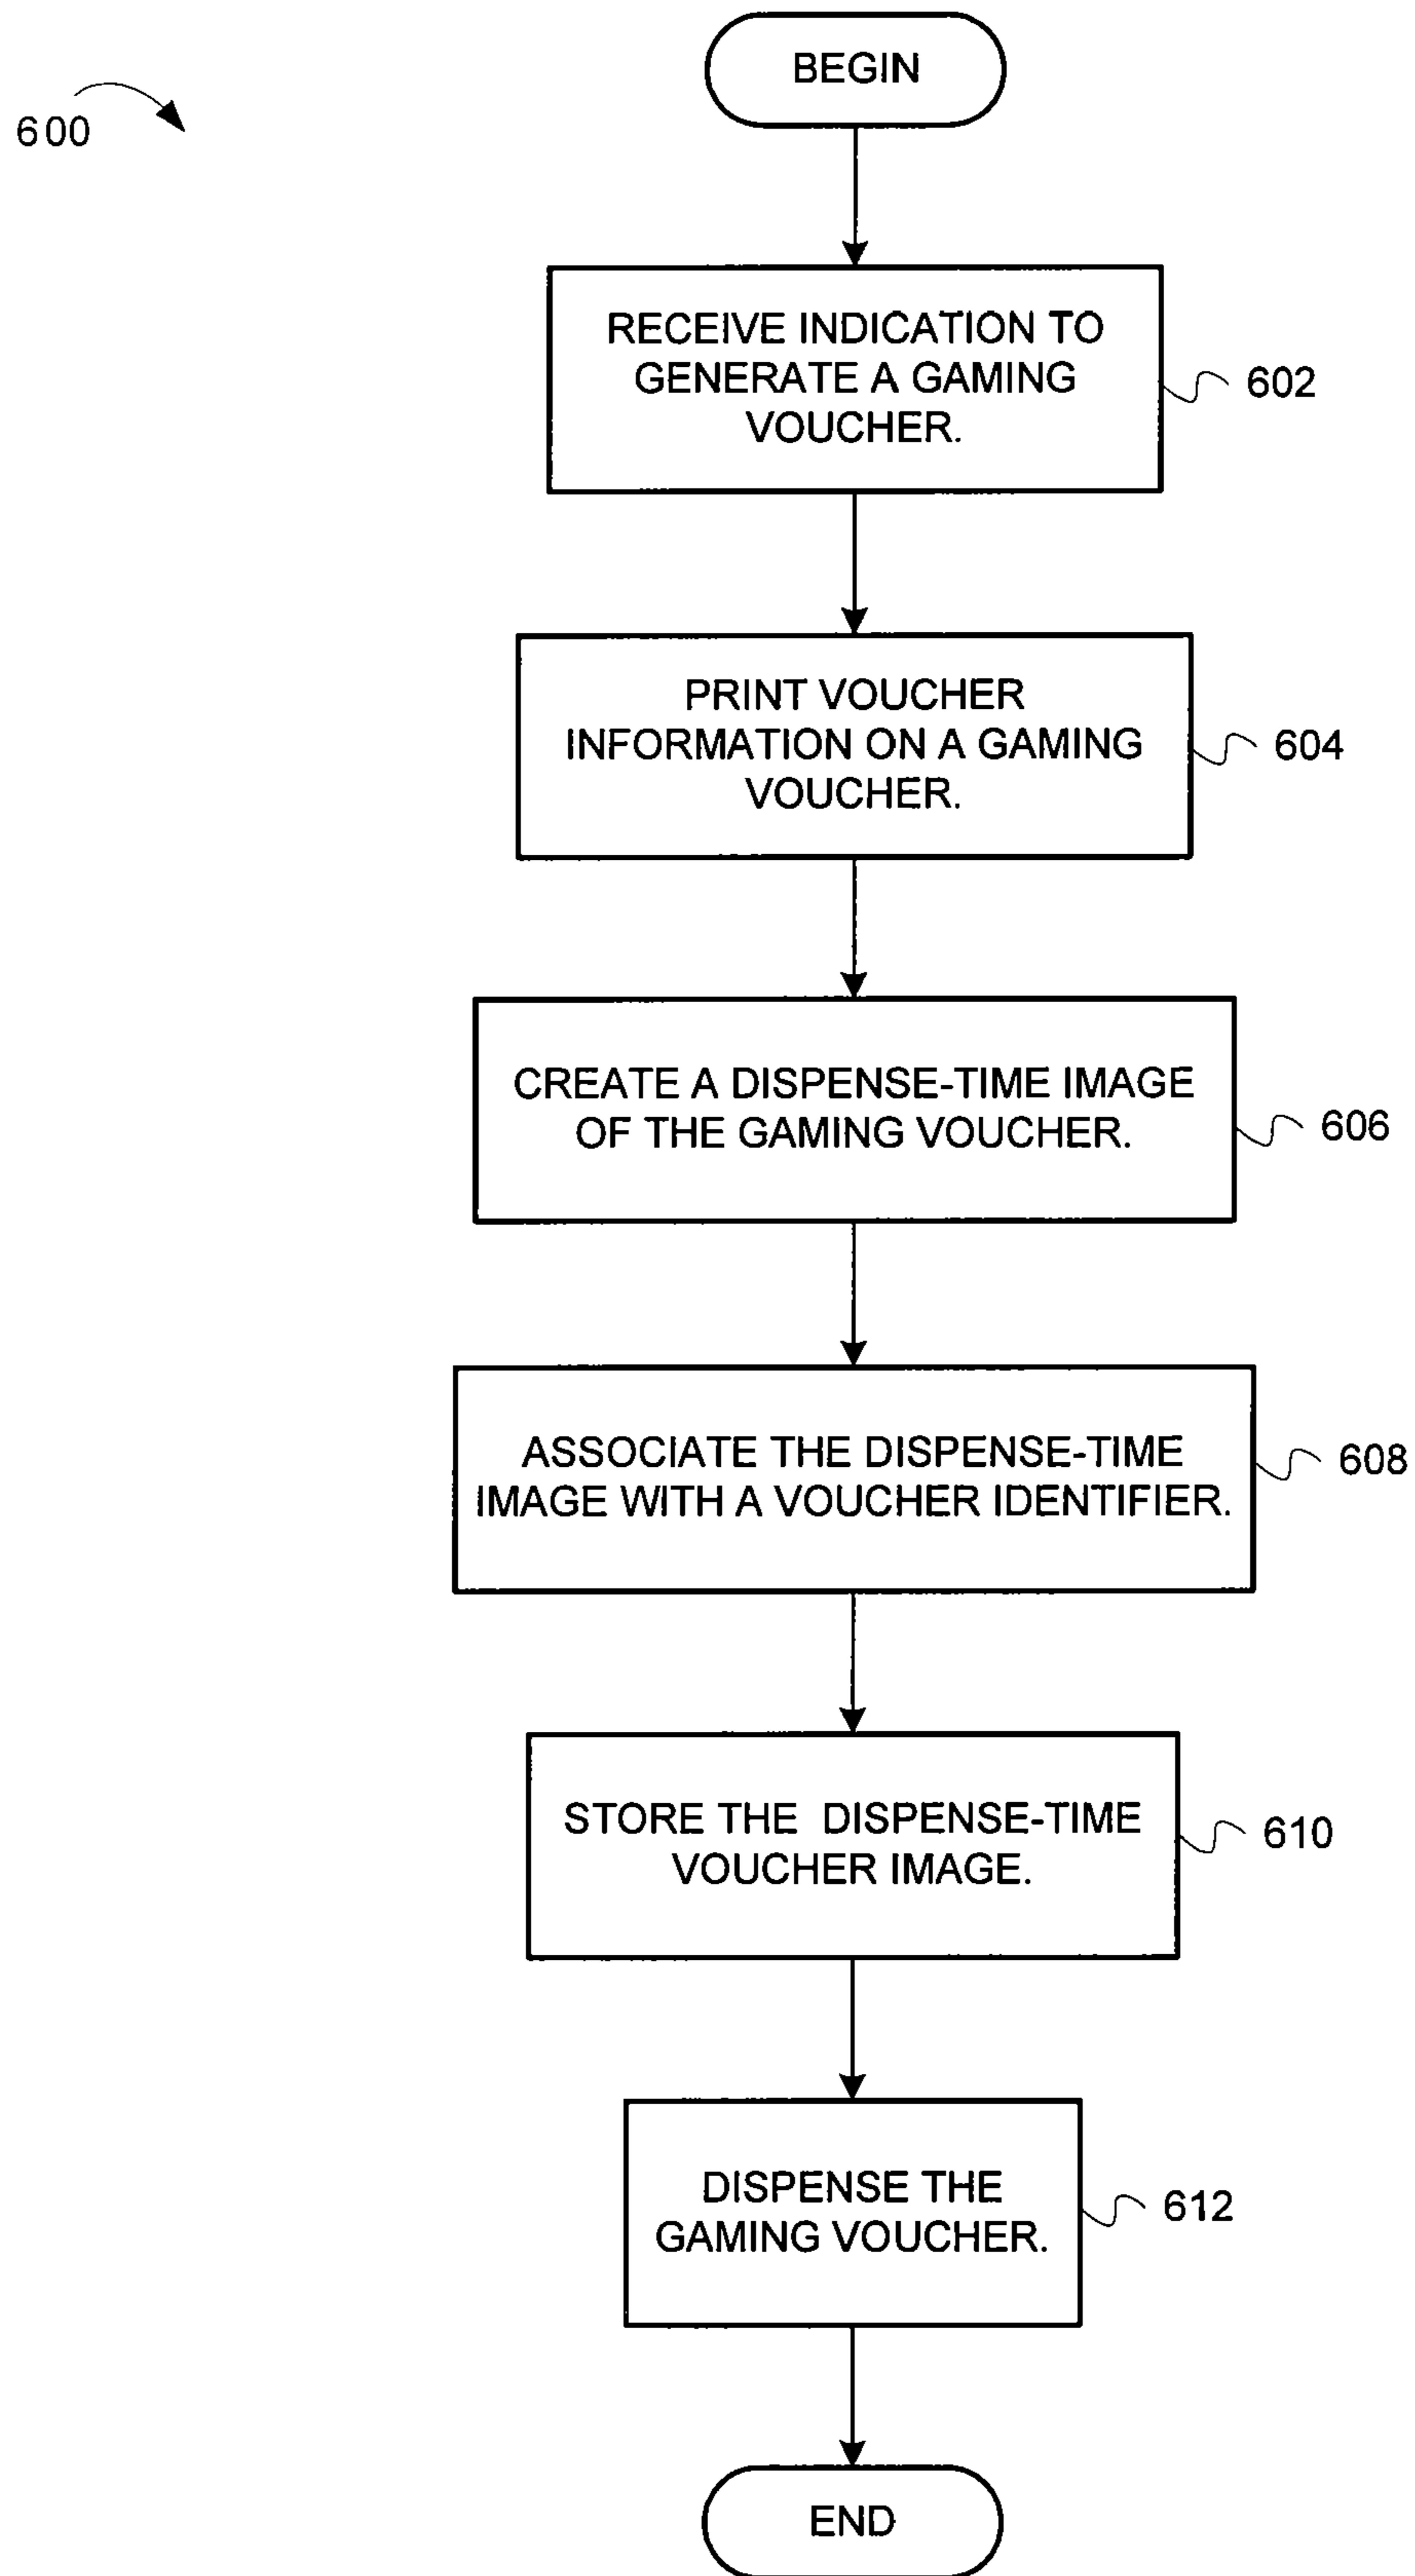 BEGIN
600
RECEIVE INDICATION TO
GENERATE A GAMING
VOUCHER.
602
PRINT VOUCHER
INFORMATION ON A GAMING
VOUCHER.
604
CREATE A DISPENSE-TIME IMAGE
OF THE GAMING VOUCHER.
606
ASSOCIATE THE DISPENSE-TIME
IMAGE WITH A VOUCHER IDENTIFIER.
608
STORE THE DISPENSE-TIME
VOUCHER IMAGE.
610
DISPENSE THE
GAMING VOUCHER.
612
END